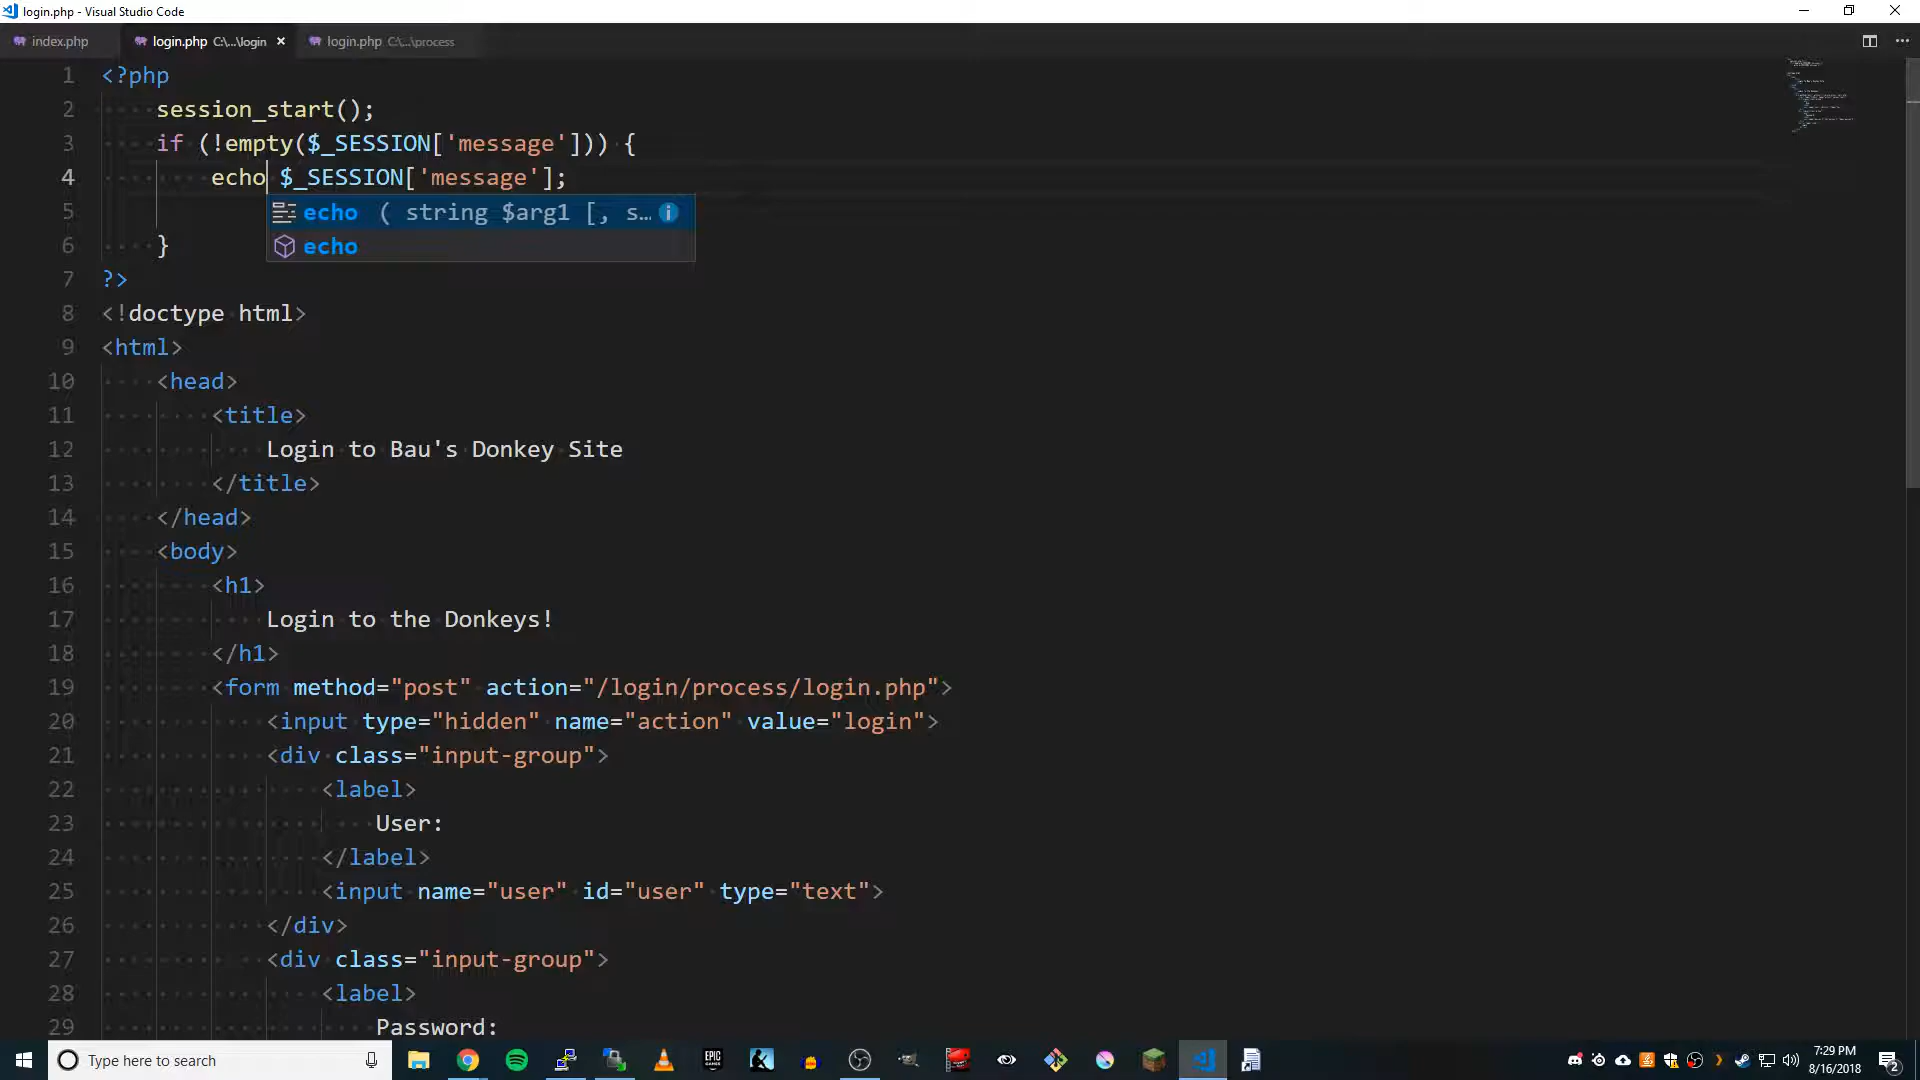 login.php - Visual Studio Code
index.php
login.php C:\...\login
login.php C:\...\process
1 <?php
2 session_start();
3 if (!empty($_SESSION['message'])) {
4 echo $_SESSION['message'];
5
echo ( string $arg1 [, s...
6 }
echo
7 ?>
8 <!doctype html>
9 <html>
10 <head>
11 <title>
12 Login to Bau's Donkey Site
13 </title>
14 </head>
15 <body>
16 <h1>
17 Login to the Donkeys!
18 </h1>
19 <form method="post" action="/login/process/login.php">
20 <input type="hidden" name="action" value="login">
21 <div class="input-group">
22 <label>
23 User:
24 </label>
25 <input name="user" id="user" type="text">
26 </div>
27 <div class="input-group">
28 <label>
29 Password:
Type here to search
EPIC GAMES
7:29 PM
8/16/2018
2